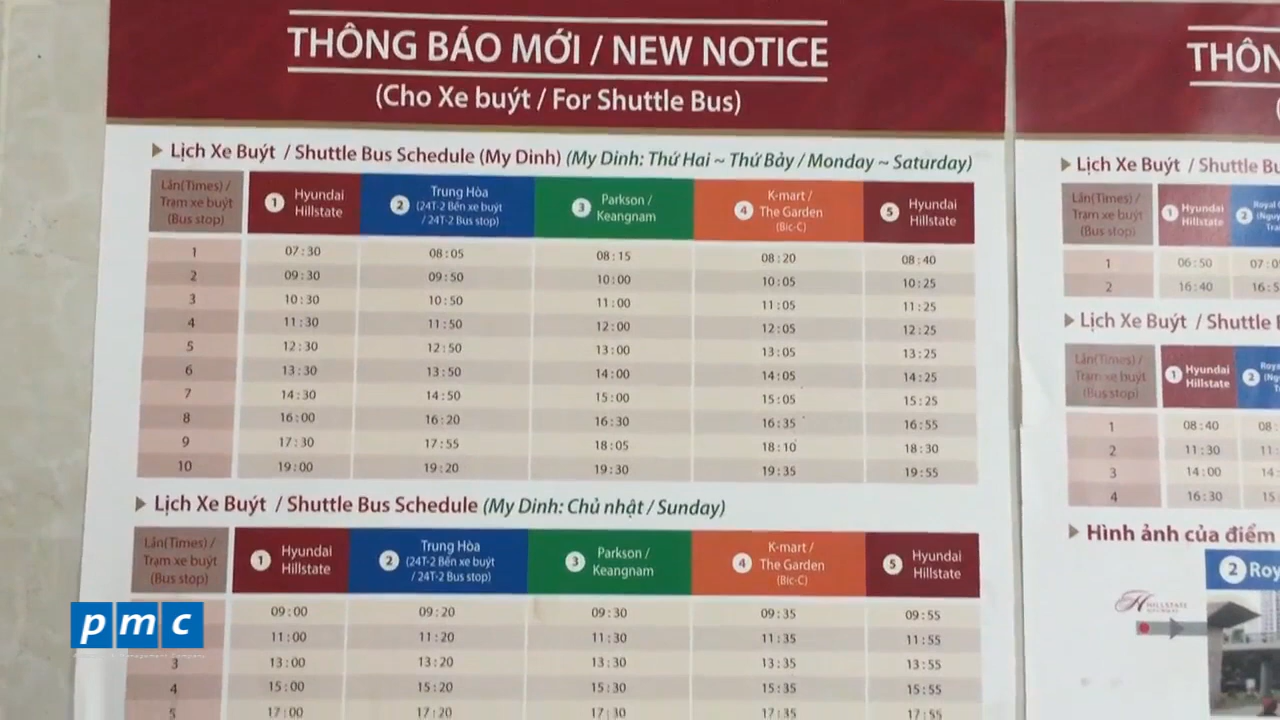 THÔNG BÁO MỚI / NEW NOTICE
(Cho Xe buýt / For Shuttle Bus)
Lịch Xe Buýt / Shuttle Bus Schedule (My Dinh) (My Dinh: Thứ Hai ~ Thứ Bảy / Monday ~ Saturday)
Lần(Times) / Trạm xe buýt (Bus stop) 1 Hyundai Hillstate 2 Trung Hòa (24T-2 Bến xe buýt / 24T-2 Bus stop) 3 Parkson / Keangnam 4 K-mart / The Garden (Bic-C) 5 Hyundai Hillstate
1 07:30 08:05 08:15 08:20 08:40
2 09:30 09:50 10:00 10:05 10:25
3 10:30 10:50 11:00 11:05 11:25
4 11:30 11:50 12:00 12:05 12:25
5 12:30 12:50 13:00 13:05 13:25
6 13:30 13:50 14:00 14:05 14:25
7 14:30 14:50 15:00 15:05 15:25
8 16:00 16:20 16:30 16:35 16:55
9 17:30 17:55 18:05 18:10 18:30
10 19:00 19:20 19:30 19:35 19:55
Lịch Xe Buýt / Shuttle Bus Schedule (My Dinh: Chủ nhật / Sunday)
Lần(Times) / Trạm xe buýt (Bus stop) 1 Hyundai Hillstate 2 Trung Hòa (24T-2 Bến xe buýt / 24T-2 Bus stop) 3 Parkson / Keangnam 4 K-mart / The Garden (Bic-C) 5 Hyundai Hillstate
09:00 09:20 09:30 09:35 09:55
11:00 11:20 11:30 11:35 11:55
3 13:00 13:20 13:30 13:35 13:55
4 15:00 15:20 15:30 15:35 15:55
5 17:00 17:20 17:30 17:35 17:55
pmc
THÔN
Lịch Xe Buýt / Shuttle Bu
Lần(Times) / Trạm xe buýt (Bus stop) 1 Hyundai Hillstate 2 Royal
1 06:50 07:0
2 16:40 16:5
Lịch Xe Buýt / Shuttle
Lần(Times) / Trạm xe buýt (Bus stop) 1 Hyundai Hillstate 2
1 08:40 08:
2 11:30 11:
3 14:00 14:
4 16:30 15
Hình ảnh của điểm
2 Roy
HILLSTATE